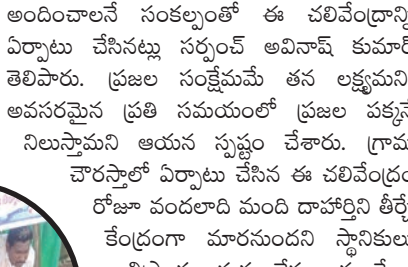 అందించాలనే సంకల్పంతో ఈ చలివేంద్రాన్ని
ఏర్పాటు చేసినట్లు సర్పంచ్ అవినాష్ కుమార్
తెలిపారు. ప్రజల సంక్షేమమే తన లక్ష్యమని
అవసరమైన ప్రతి సమయంలో ప్రజల పక్కనే
నిలుస్తామని ఆయన స్పష్టం చేశారు. గ్రామ
చౌరస్తాలో ఏర్పాటు చేసిన ఈ చలివేంద్రం
రోజూ వందలాది మంది దాహార్తిని తీర్చే
కేంద్రంగా మారనుందని స్థానికులు